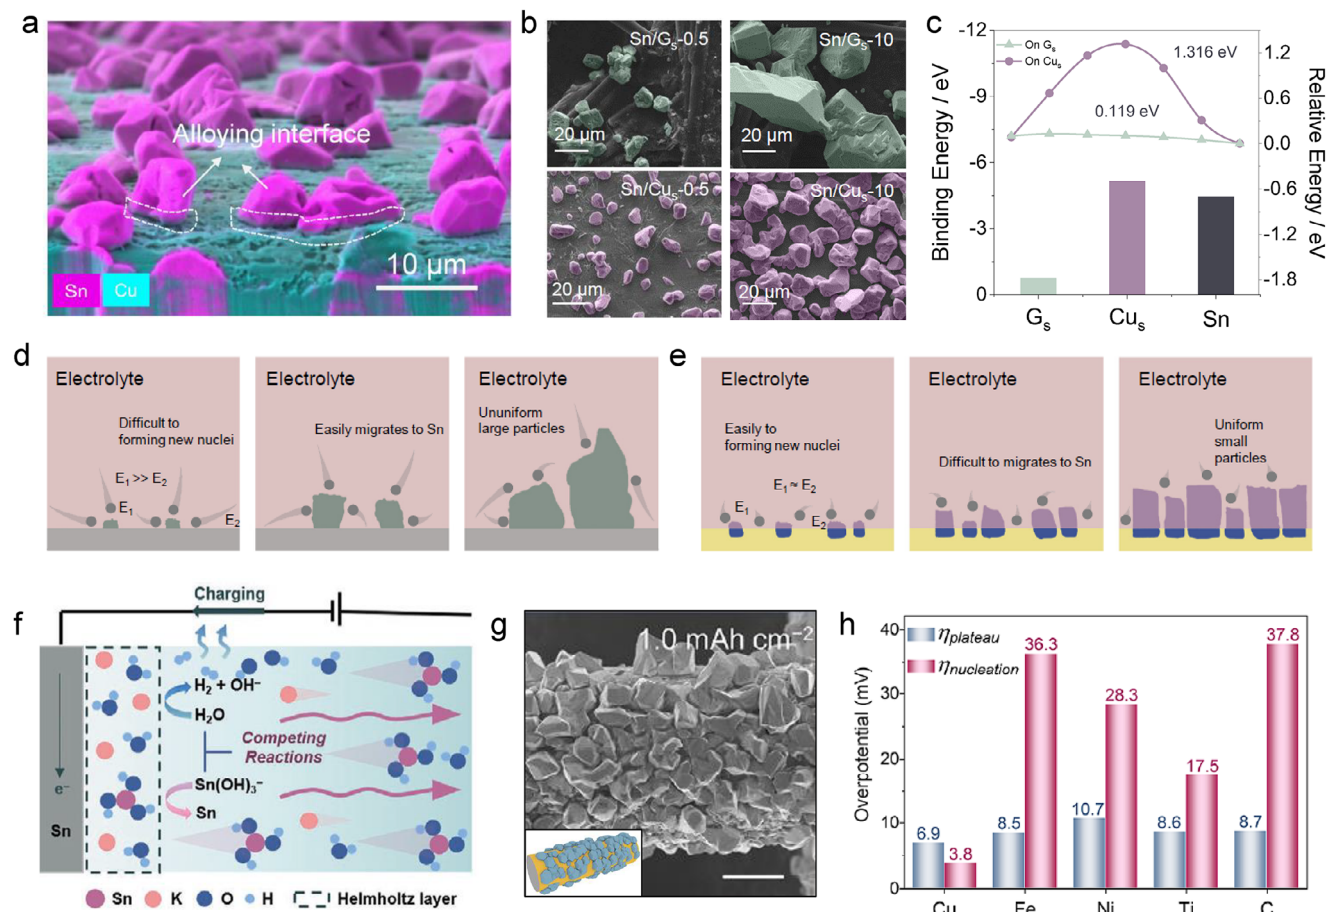 a
Alloying interface
10 μm
Sn
Cu
b
Sn/Gₛ-0.5
20 μm
Sn/Gₛ-10
20 μm
Sn/Cuₛ-0.5
20 μm
Sn/Cuₛ-10
20 μm
c
Binding Energy / eV
-12
-9
-6
-3
0
On Gₛ
On Cuₛ
1.316 eV
0.119 eV
1.2
0.6
0.0
-0.6
-1.2
-1.8
Relative Energy / eV
Gₛ
Cuₛ
Sn
d
Electrolyte
Difficult to
forming new nuclei
E₁ >> E₂
E₁
E₂
Electrolyte
Easily migrates to Sn
Electrolyte
Ununiform
large particles
e
Electrolyte
Easily to
forming new nuclei
E₁ ≈ E₂
E₁
E₂
Electrolyte
Difficult to migrates to Sn
Electrolyte
Uniform
small
particles
f
Charging
H₂ + OH⁻
H₂O
Competing
Reactions
Sn(OH)₃⁻
Sn
e⁻
Sn
Sn
K
O
H
Helmholtz layer
g
1.0 mAh cm⁻²
h
Overpotential (mV)
40
30
20
10
0
ηplateau
ηnucleation
6.9
3.8
8.5
36.3
10.7
28.3
8.6
17.5
8.7
37.8
Cu
Fe
Ni
Ti
C